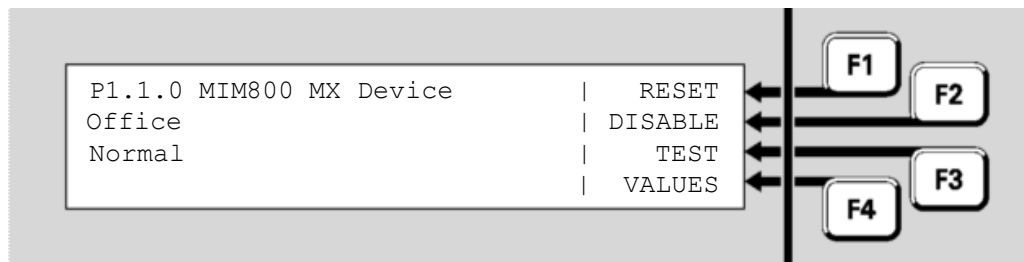 P1.1.0 MIM800 MX Device | RESET
Office | DISABLE
Normal | TEST
| VALUES
F1
F2
F3
F4